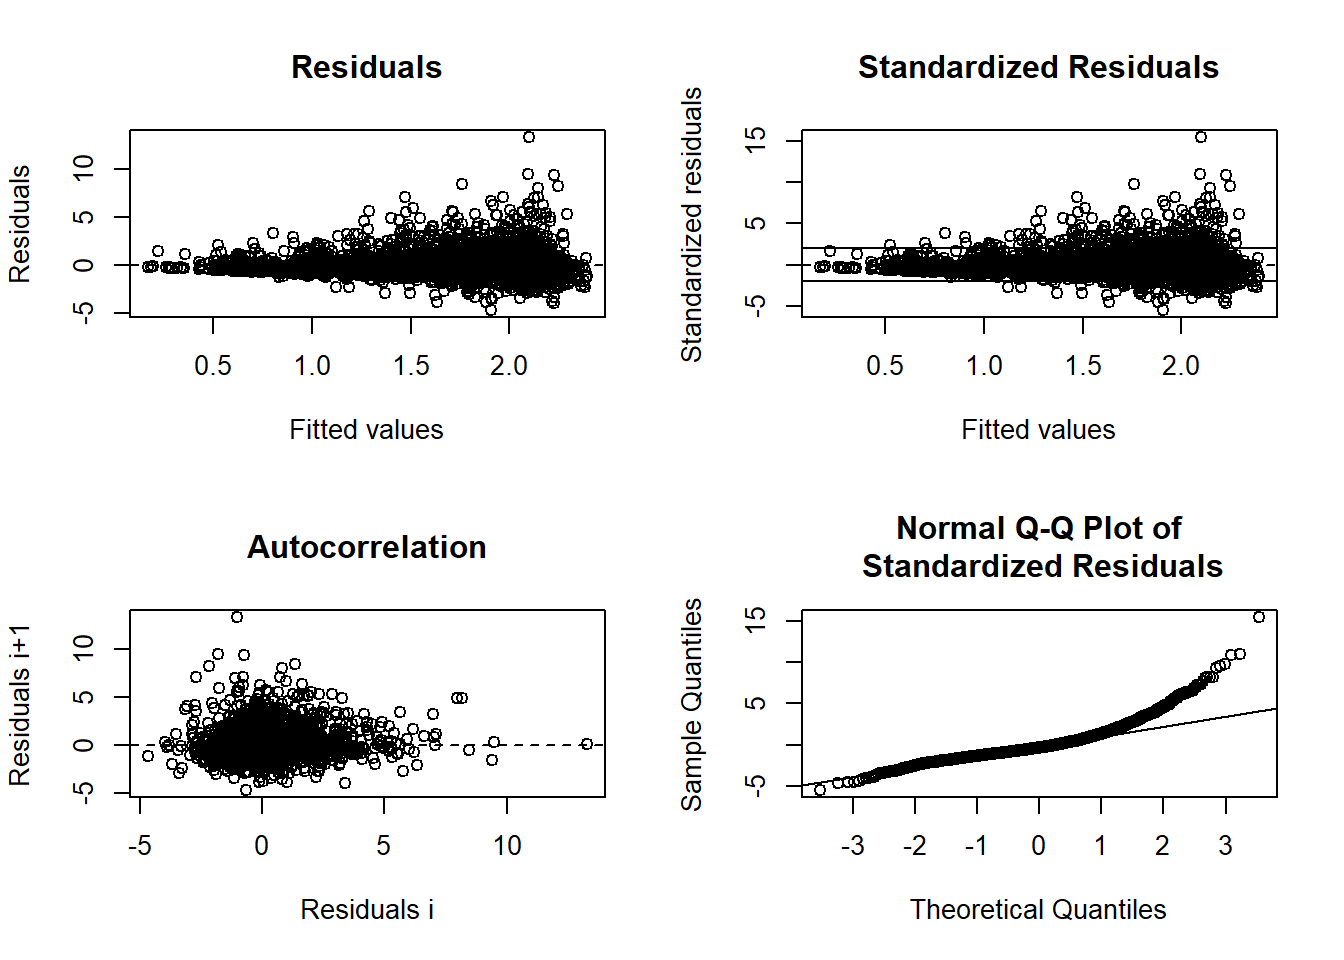 Residuals
Residuals
10
5
0
-5
0.5 1.0 1.5 2.0
Fitted values
Standardized Residuals
Standardized residuals
15
5
-5
0.5 1.0 1.5 2.0
Fitted values
Autocorrelation
Residuals i+1
10
5
0
-5
-5 0 5 10
Residuals i
Normal Q-Q Plot of
Standardized Residuals
Sample Quantiles
15
5
-5
-3 -2 -1 0 1 2 3
Theoretical Quantiles